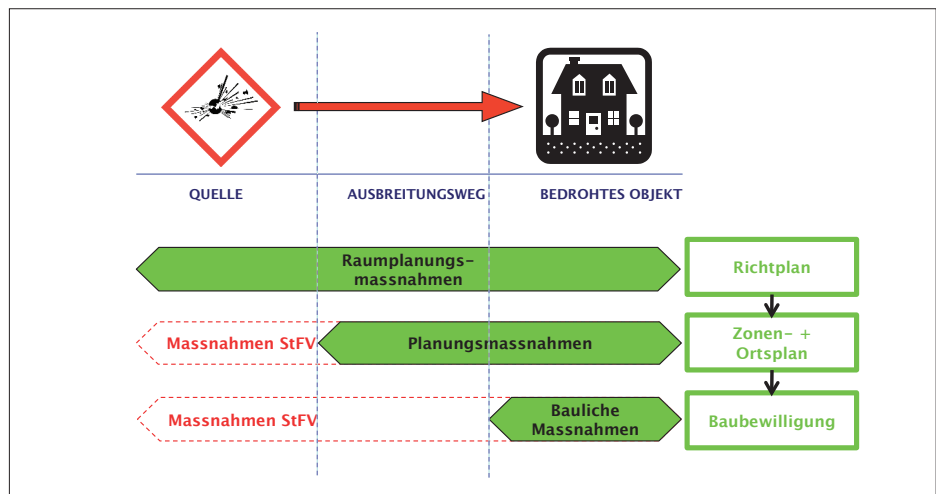 QUELLE
AUSBREITUNGSWEG
BEDROHTES OBJEKT
Raumplanungs-
massnahmen
Richtplan
Massnahmen StFV
Planungsmassnahmen
Zonen- +
Ortsplan
Massnahmen StFV
Bauliche
Massnahmen
Baubewilligung